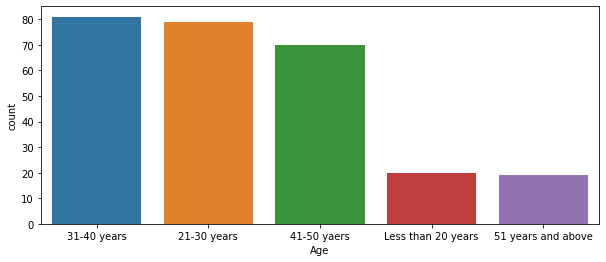 80
70
60
50
40
30
20
10
0
count
31-40 years
21-30 years
41-50 yaers
Less than 20 years
51 years and above
Age